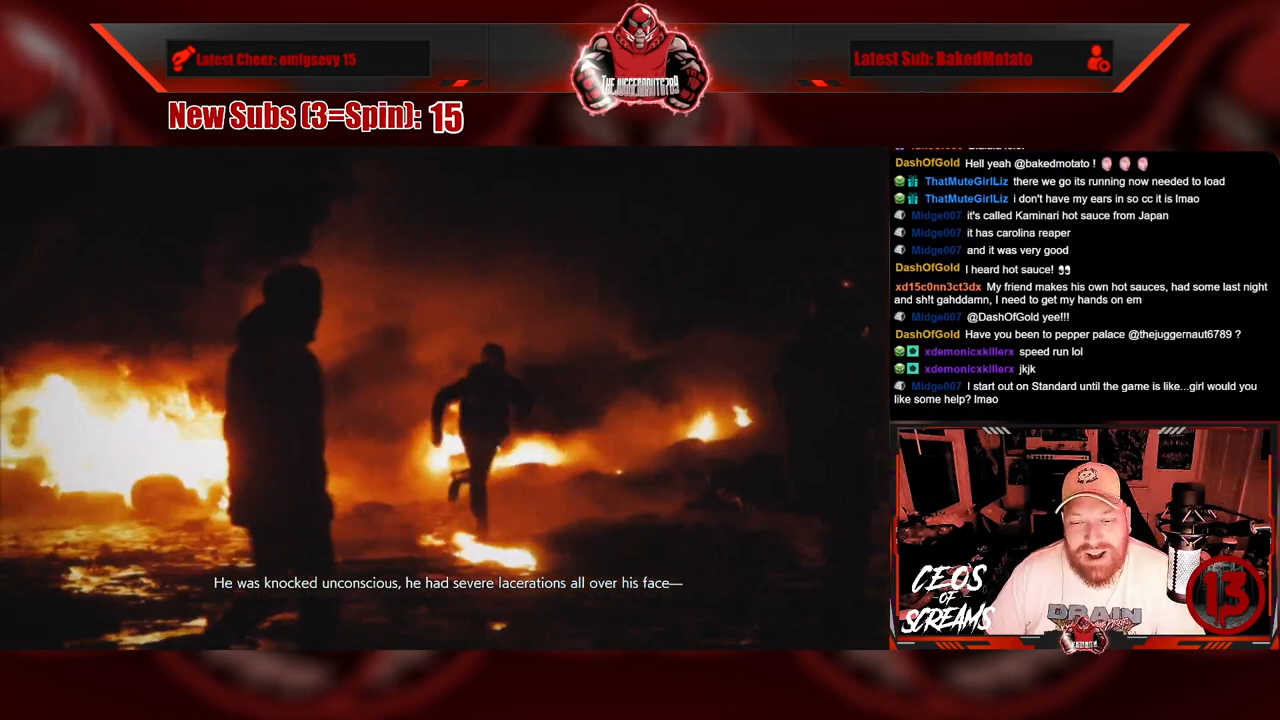 Latest Cheer: omfgsevy 15
THEJUGGERNAUT6789
Latest Sub: BakedMotato
New Subs (3=Spin): 15
DashOfGold Hell yeah @bakedmotato !
ThatMuteGirlLiz there we go its running now needed to load
ThatMuteGirlLiz i don't have my ears in so cc it is lmao
Midge007 it's called Kaminari hot sauce from Japan
Midge007 it has carolina reaper
Midge007 and it was very good
DashOfGold I heard hot sauce! 👀
xd15c0nn3ct3dx My friend makes his own hot sauces, had some last night
and sh!t gahddamn, I need to get my hands on em
Midge007 @DashOfGold yee!!!
DashOfGold Have you been to pepper palace @thejuggernaut6789 ?
xdemonicxkillerx speed run lol
xdemonicxkillerx jkjk
Midge007 I start out on Standard until the game is like...girl would you
like some help? lmao
He was knocked unconscious, he had severe lacerations all over his face—
CEOS
OF
SCREAMS
DRAIN
13